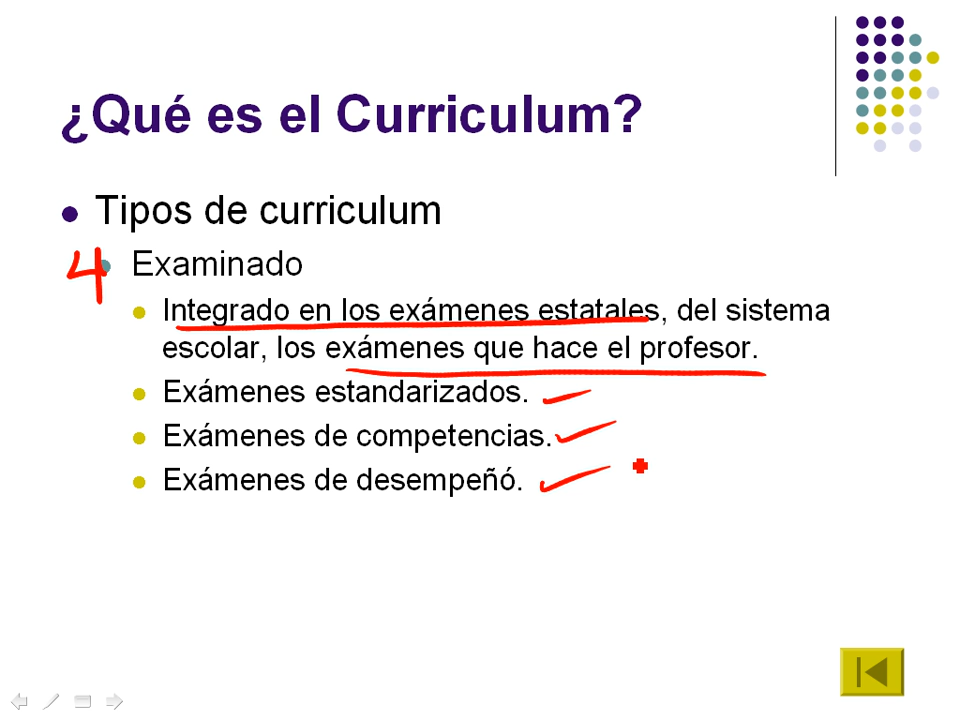 ¿Qué es el Curriculum?
Tipos de curriculum
4 Examinado
Integrado en los exámenes estatales, del sistema
escolar, los exámenes que hace el profesor.
Exámenes estandarizados.
Exámenes de competencias.
Exámenes de desempeñó.